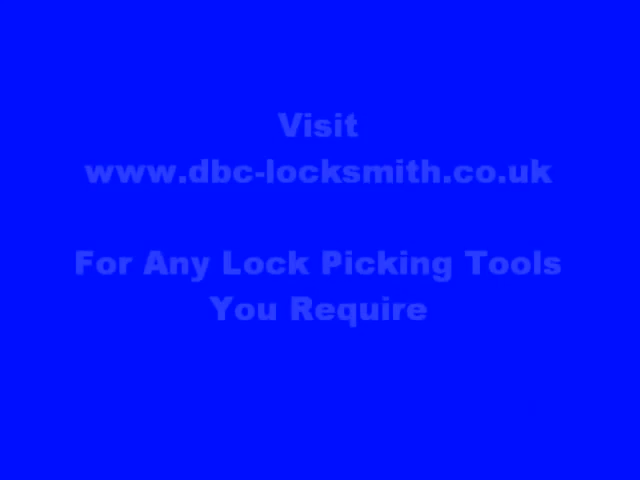 Visit
www.dbc-locksmith.co.uk
For Any Lock Picking Tools
You Require